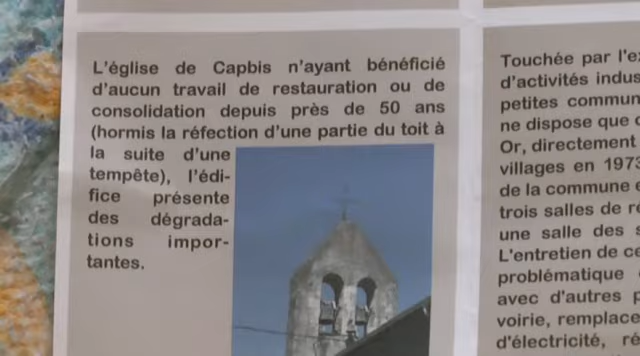 L'église de Capbis n'ayant bénéficié
d'aucun travail de restauration ou de
consolidation depuis près de 50 ans
(hormis la réfection d'une partie du toit à
la suite d'une
tempête), l'édi-
fice présente
des dégrada-
tions impor-
tantes.
Touchée par
d'activités
petites
ne dispose que
Or, directement
villages en 1973
de la commune
trois salles de
une salle des
L'entretien de
problématique
avec d'autres
voirie,
d'électricité,